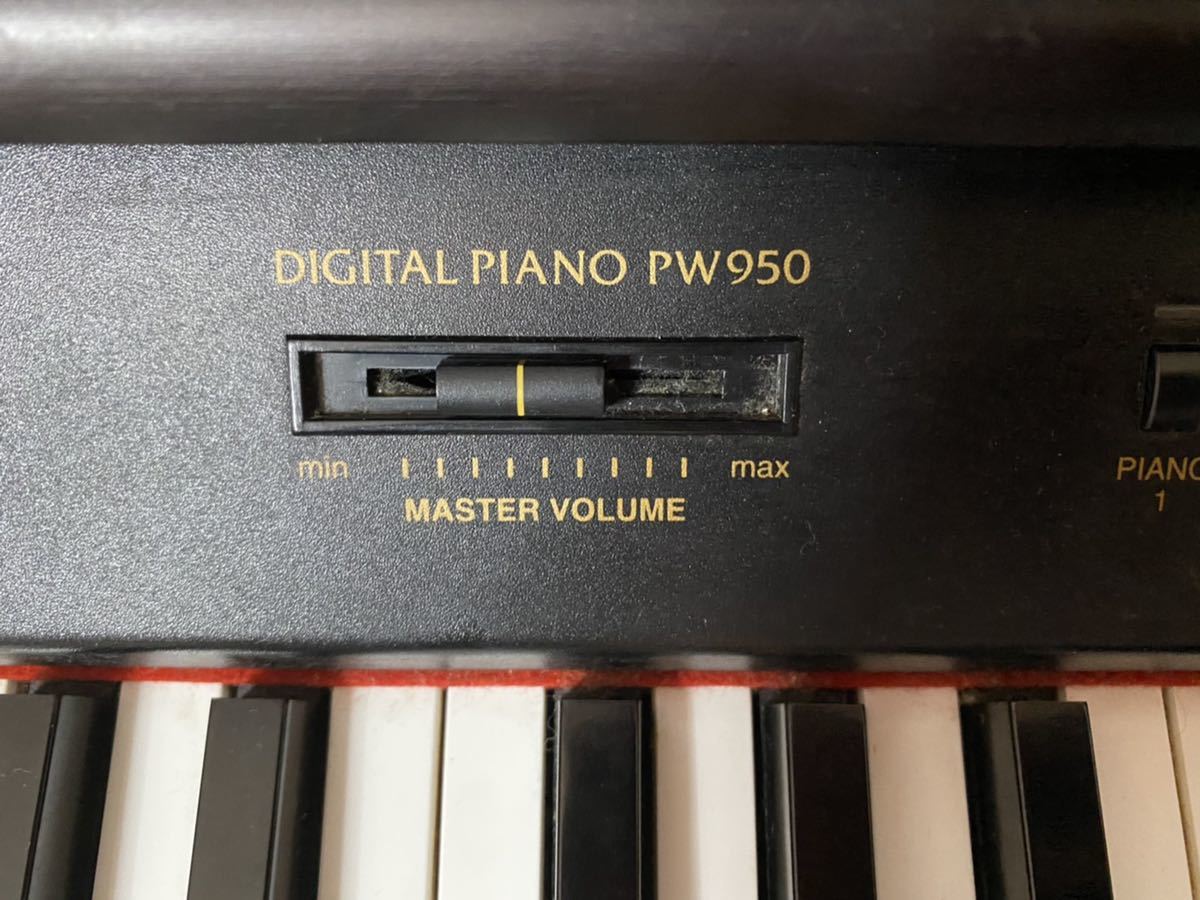 DIGITAL PIANO PW950
min max
MASTER VOLUME
PIANO
1